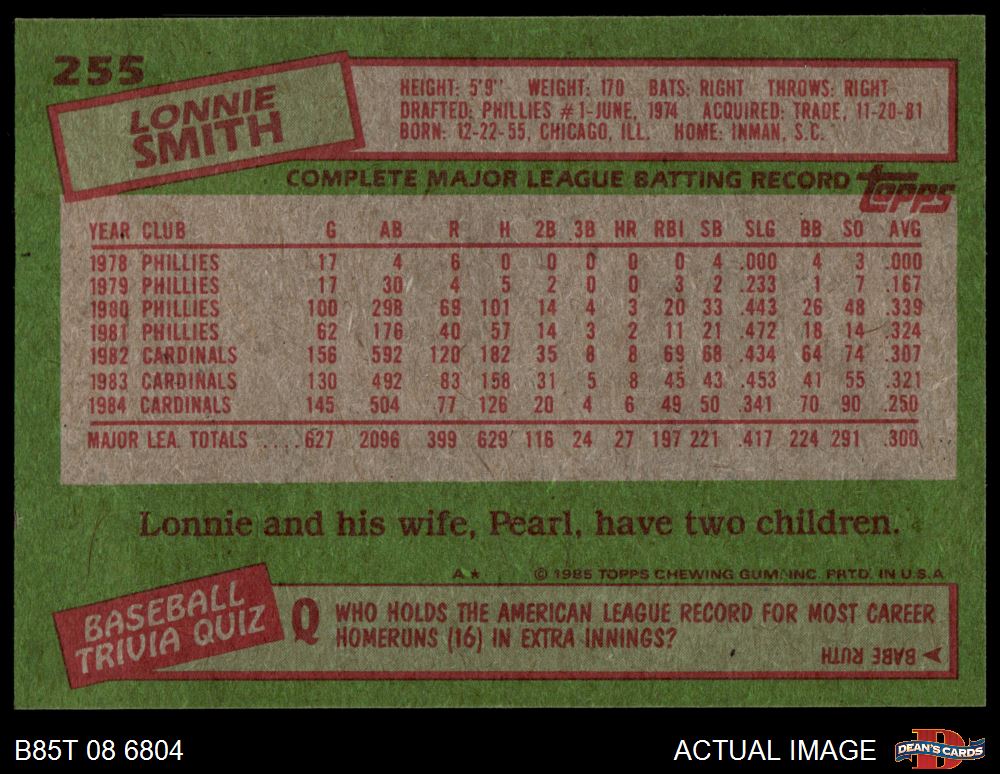 255
LONNIE
SMITH
HEIGHT: 5'9" WEIGHT: 170 BATS: RIGHT THROWS: RIGHT
DRAFTED: PHILLIES #1-JUNE, 1974 ACQUIRED: TRADE, 11-20-81
BORN: 12-22-55, CHICAGO, ILL. HOME: INMAN, S.C.
COMPLETE MAJOR LEAGUE BATTING RECORD topps
YEAR CLUB G AB R H 2B 3B HR RBI SB SLG BB SO AVG
1978 PHILLIES 17 4 6 0 0 0 0 0 4 .000 4 3 .000
1979 PHILLIES 17 30 4 5 2 0 0 3 2 .233 1 7 .167
1980 PHILLIES 100 298 69 101 14 4 3 20 33 .443 26 48 .339
1981 PHILLIES 62 176 40 57 14 3 2 11 21 .472 18 14 .324
1982 CARDINALS 156 592 120 182 35 8 8 69 68 .434 64 74 .307
1983 CARDINALS 130 492 83 158 31 5 8 45 43 .453 41 55 .321
1984 CARDINALS 145 504 77 126 20 4 6 49 50 .341 70 90 .250
MAJOR LEA. TOTALS .....627 2096 399 629 116 24 27 197 221 .417 224 291 .300
Lonnie and his wife, Pearl, have two children.
A* © 1985 TOPPS CHEWING GUM, INC. PRTD. IN U.S.A.
BASEBALL
TRIVIA QUIZ
Q WHO HOLDS THE AMERICAN LEAGUE RECORD FOR MOST CAREER
HOMERUNS (16) IN EXTRA INNINGS?
BABE RUTH
B85T 08 6804 ACTUAL IMAGE DEAN'S CARDS